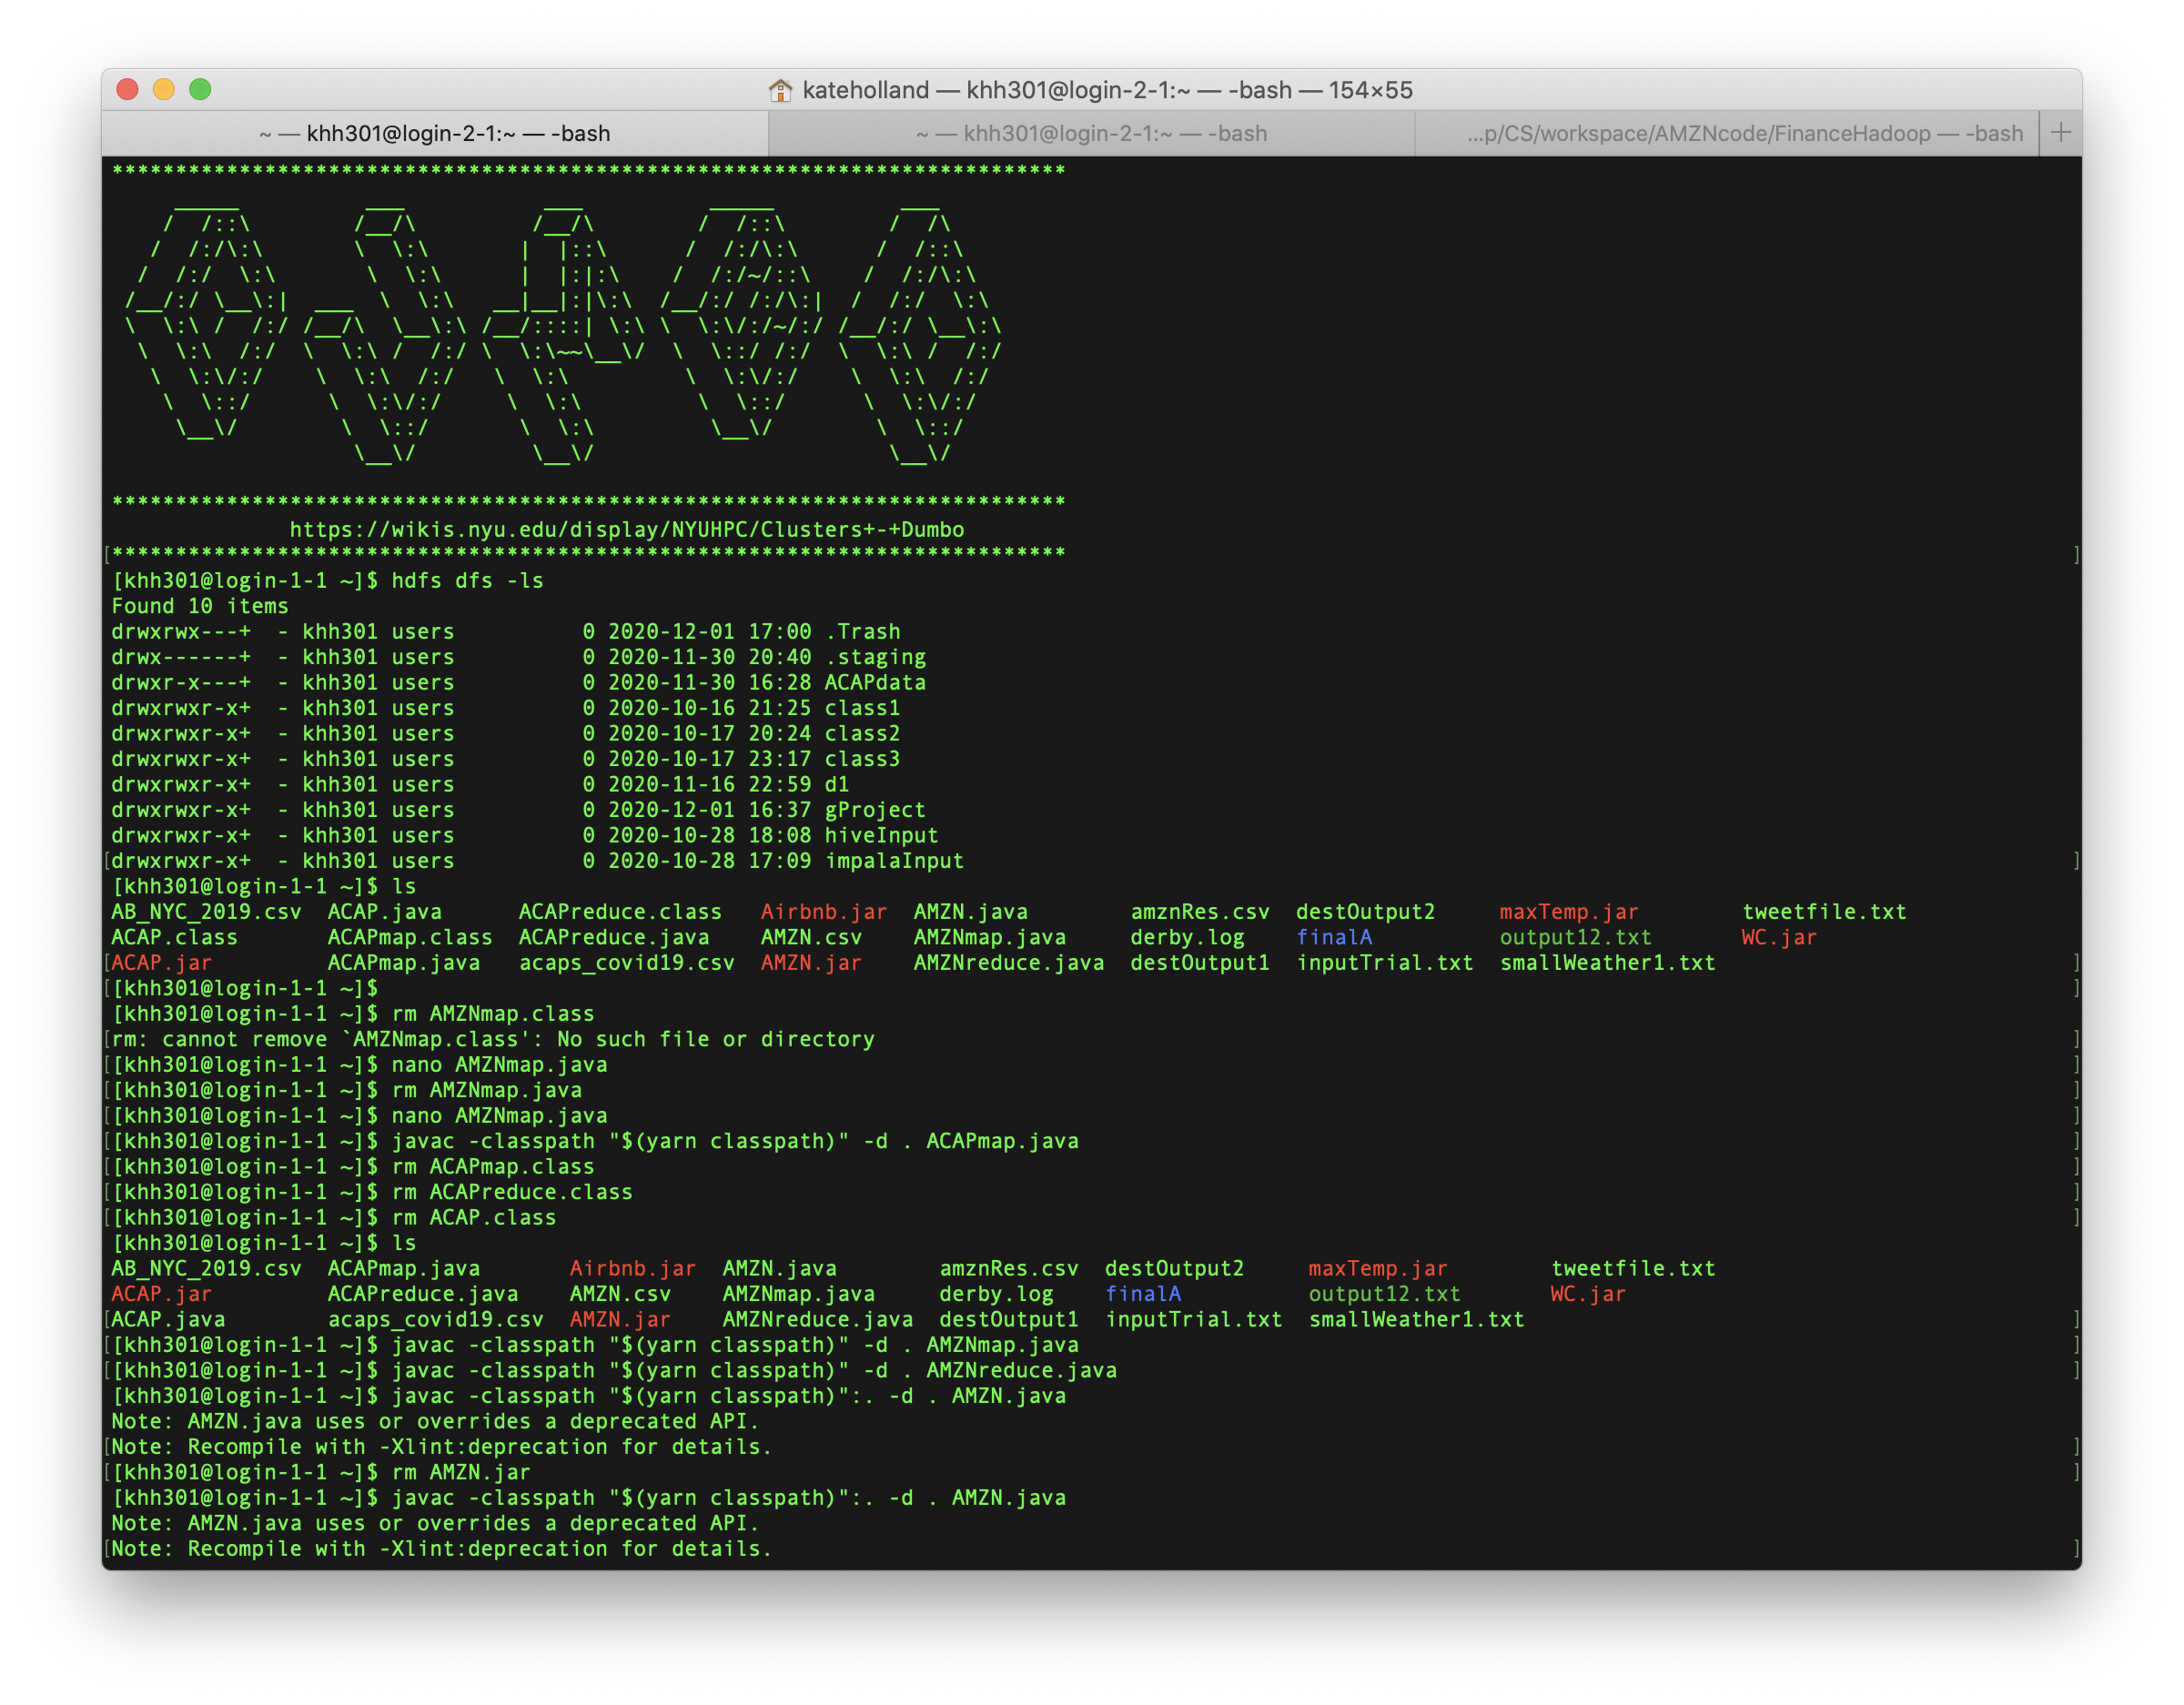 kateholland — khh301@login-2-1:~ — -bash — 154×55
~ — khh301@login-2-1:~ — -bash
~ — khh301@login-2-1:~ — -bash
...p/CS/workspace/AMZNcode/FinanceHadoop — -bash
***************************************************************************
https://wikis.nyu.edu/display/NYUHPC/Clusters+-+Dumbo
[khh301@login-1-1 ~]$ hdfs dfs -ls
Found 10 items
drwxrwx---+  - khh301 users          0 2020-12-01 17:00 .Trash
drwx------+  - khh301 users          0 2020-11-30 20:40 .staging
drwxr-x---+  - khh301 users          0 2020-11-30 16:28 ACAPdata
drwxrwxr-x+  - khh301 users          0 2020-10-16 21:25 class1
drwxrwxr-x+  - khh301 users          0 2020-10-17 20:24 class2
drwxrwxr-x+  - khh301 users          0 2020-10-17 23:17 class3
drwxrwxr-x+  - khh301 users          0 2020-11-16 22:59 d1
drwxrwxr-x+  - khh301 users          0 2020-12-01 16:37 gProject
drwxrwxr-x+  - khh301 users          0 2020-10-28 18:08 hiveInput
drwxrwxr-x+  - khh301 users          0 2020-10-28 17:09 impalaInput
[khh301@login-1-1 ~]$ ls
AB_NYC_2019.csv  ACAP.java      ACAPreduce.class   Airbnb.jar  AMZN.java        amznRes.csv  destOutput2     maxTemp.jar        tweetfile.txt
ACAP.class       ACAPmap.class  ACAPreduce.java    AMZN.csv    AMZNmap.java     derby.log    finalA          output12.txt       WC.jar
ACAP.jar         ACAPmap.java   acaps_covid19.csv  AMZN.jar    AMZNreduce.java  destOutput1  inputTrial.txt  smallWeather1.txt
[khh301@login-1-1 ~]$
[khh301@login-1-1 ~]$ rm AMZNmap.class
rm: cannot remove `AMZNmap.class': No such file or directory
[khh301@login-1-1 ~]$ nano AMZNmap.java
[khh301@login-1-1 ~]$ rm AMZNmap.java
[khh301@login-1-1 ~]$ nano AMZNmap.java
[khh301@login-1-1 ~]$ javac -classpath "$(yarn classpath)" -d . ACAPmap.java
[khh301@login-1-1 ~]$ rm ACAPmap.class
[khh301@login-1-1 ~]$ rm ACAPreduce.class
[khh301@login-1-1 ~]$ rm ACAP.class
[khh301@login-1-1 ~]$ ls
AB_NYC_2019.csv  ACAPmap.java       Airbnb.jar  AMZN.java        amznRes.csv  destOutput2     maxTemp.jar        tweetfile.txt
ACAP.jar         ACAPreduce.java    AMZN.csv    AMZNmap.java     derby.log    finalA          output12.txt       WC.jar
ACAP.java        acaps_covid19.csv  AMZN.jar    AMZNreduce.java  destOutput1  inputTrial.txt  smallWeather1.txt
[khh301@login-1-1 ~]$ javac -classpath "$(yarn classpath)" -d . AMZNmap.java
[khh301@login-1-1 ~]$ javac -classpath "$(yarn classpath)" -d . AMZNreduce.java
[khh301@login-1-1 ~]$ javac -classpath "$(yarn classpath)":. -d . AMZN.java
Note: AMZN.java uses or overrides a deprecated API.
Note: Recompile with -Xlint:deprecation for details.
[khh301@login-1-1 ~]$ rm AMZN.jar
[khh301@login-1-1 ~]$ javac -classpath "$(yarn classpath)":. -d . AMZN.java
Note: AMZN.java uses or overrides a deprecated API.
Note: Recompile with -Xlint:deprecation for details.